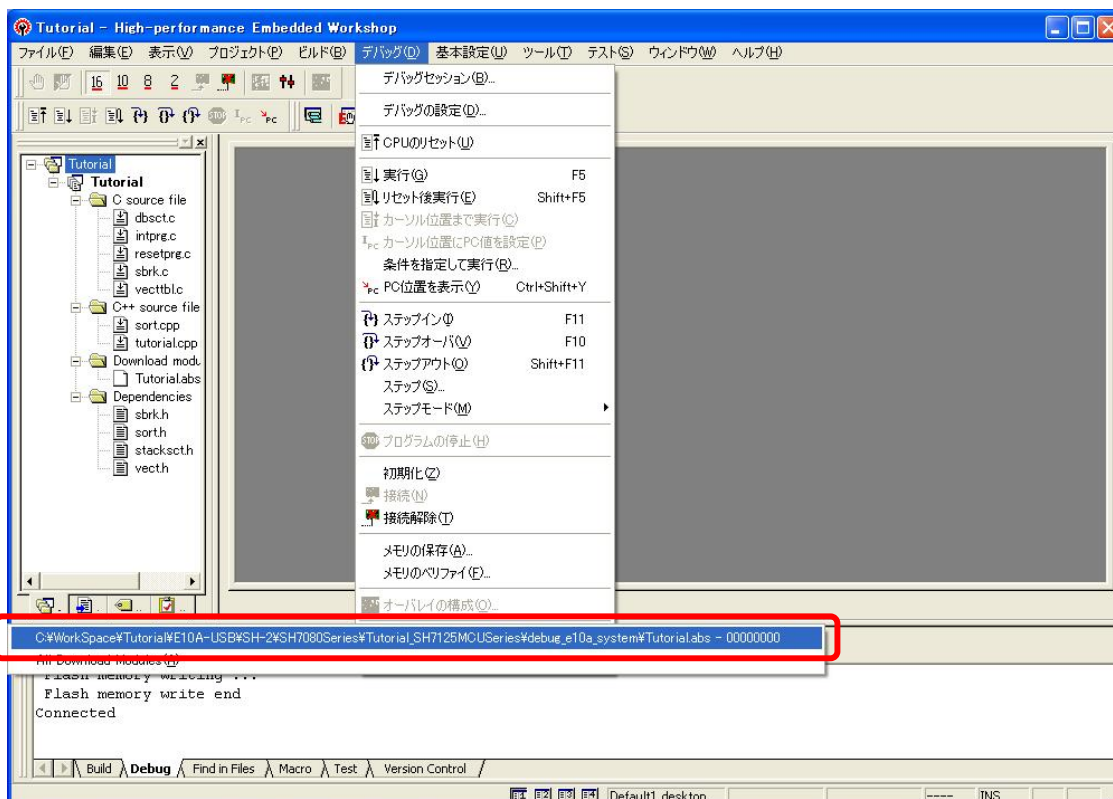 Tutorial - High-performance Embedded Workshop
ファイル(F) 編集(E) 表示(V) プロジェクト(P) ビルド(B) デバッグ(D) 基本設定(U) ツール(T) テスト(S) ウィンドウ(W) ヘルプ(H)
16 10 8 2
Tutorial
Tutorial
C source file
dbsct.c
intprg.c
resetprg.c
sbrk.c
vecttbl.c
C++ source file
sort.cpp
tutorial.cpp
Download modu
Tutorial.abs
Dependencies
sbrk.h
sort.h
stacksct.h
vect.h
デバッグセッション(B)...
デバッグの設定(D)...
CPUのリセット(U)
実行(G) F5
リセット後実行(E) Shift+F5
カーソル位置まで実行(C)
カーソル位置にPC値を設定(P)
条件を指定して実行(R)...
PC位置を表示(Y) Ctrl+Shift+Y
ステップイン(I) F11
ステップオーバ(V) F10
ステップアウト(O) Shift+F11
ステップ(S)...
ステップモード(M)
STOP プログラムの停止(H)
初期化(Z)
接続(N)
接続解除(T)
メモリの保存(A)...
メモリのベリファイ(F)...
オーバレイの構成(O)...
C:¥WorkSpace¥Tutorial¥E10A-USB¥SH-2¥SH7080Series¥Tutorial_SH7125MCUSeries¥debug_e10a_system¥Tutorial.abs - 00000000
All Download Modules(A)
Flash memory writing ...
Flash memory write end
Connected
Build Debug Find in Files Macro Test Version Control
Default1 desktop ---- INS